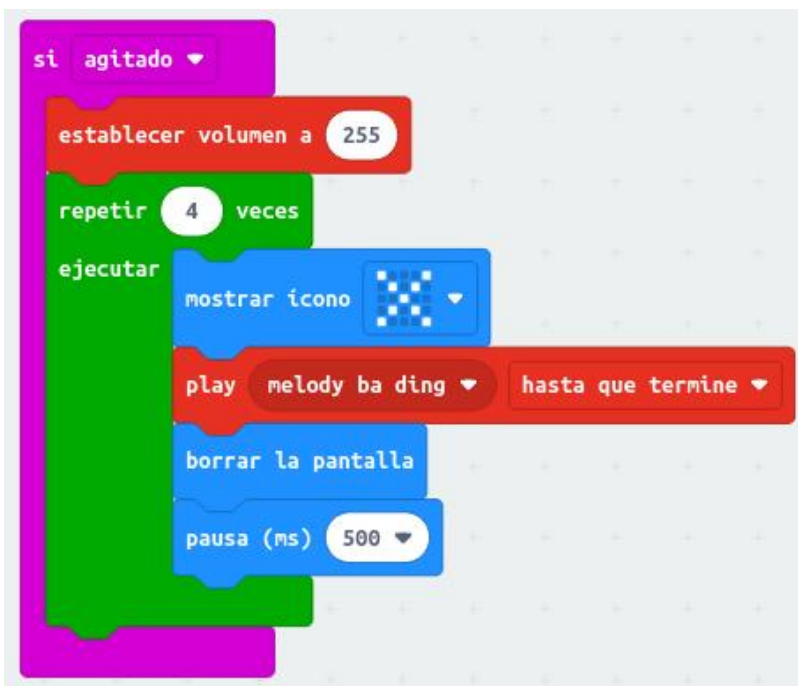 si agitado
establecer volumen a 255
repetir 4 veces
ejecutar
mostrar ícono
play melody ba ding hasta que termine
borrar la pantalla
pausa (ms) 500